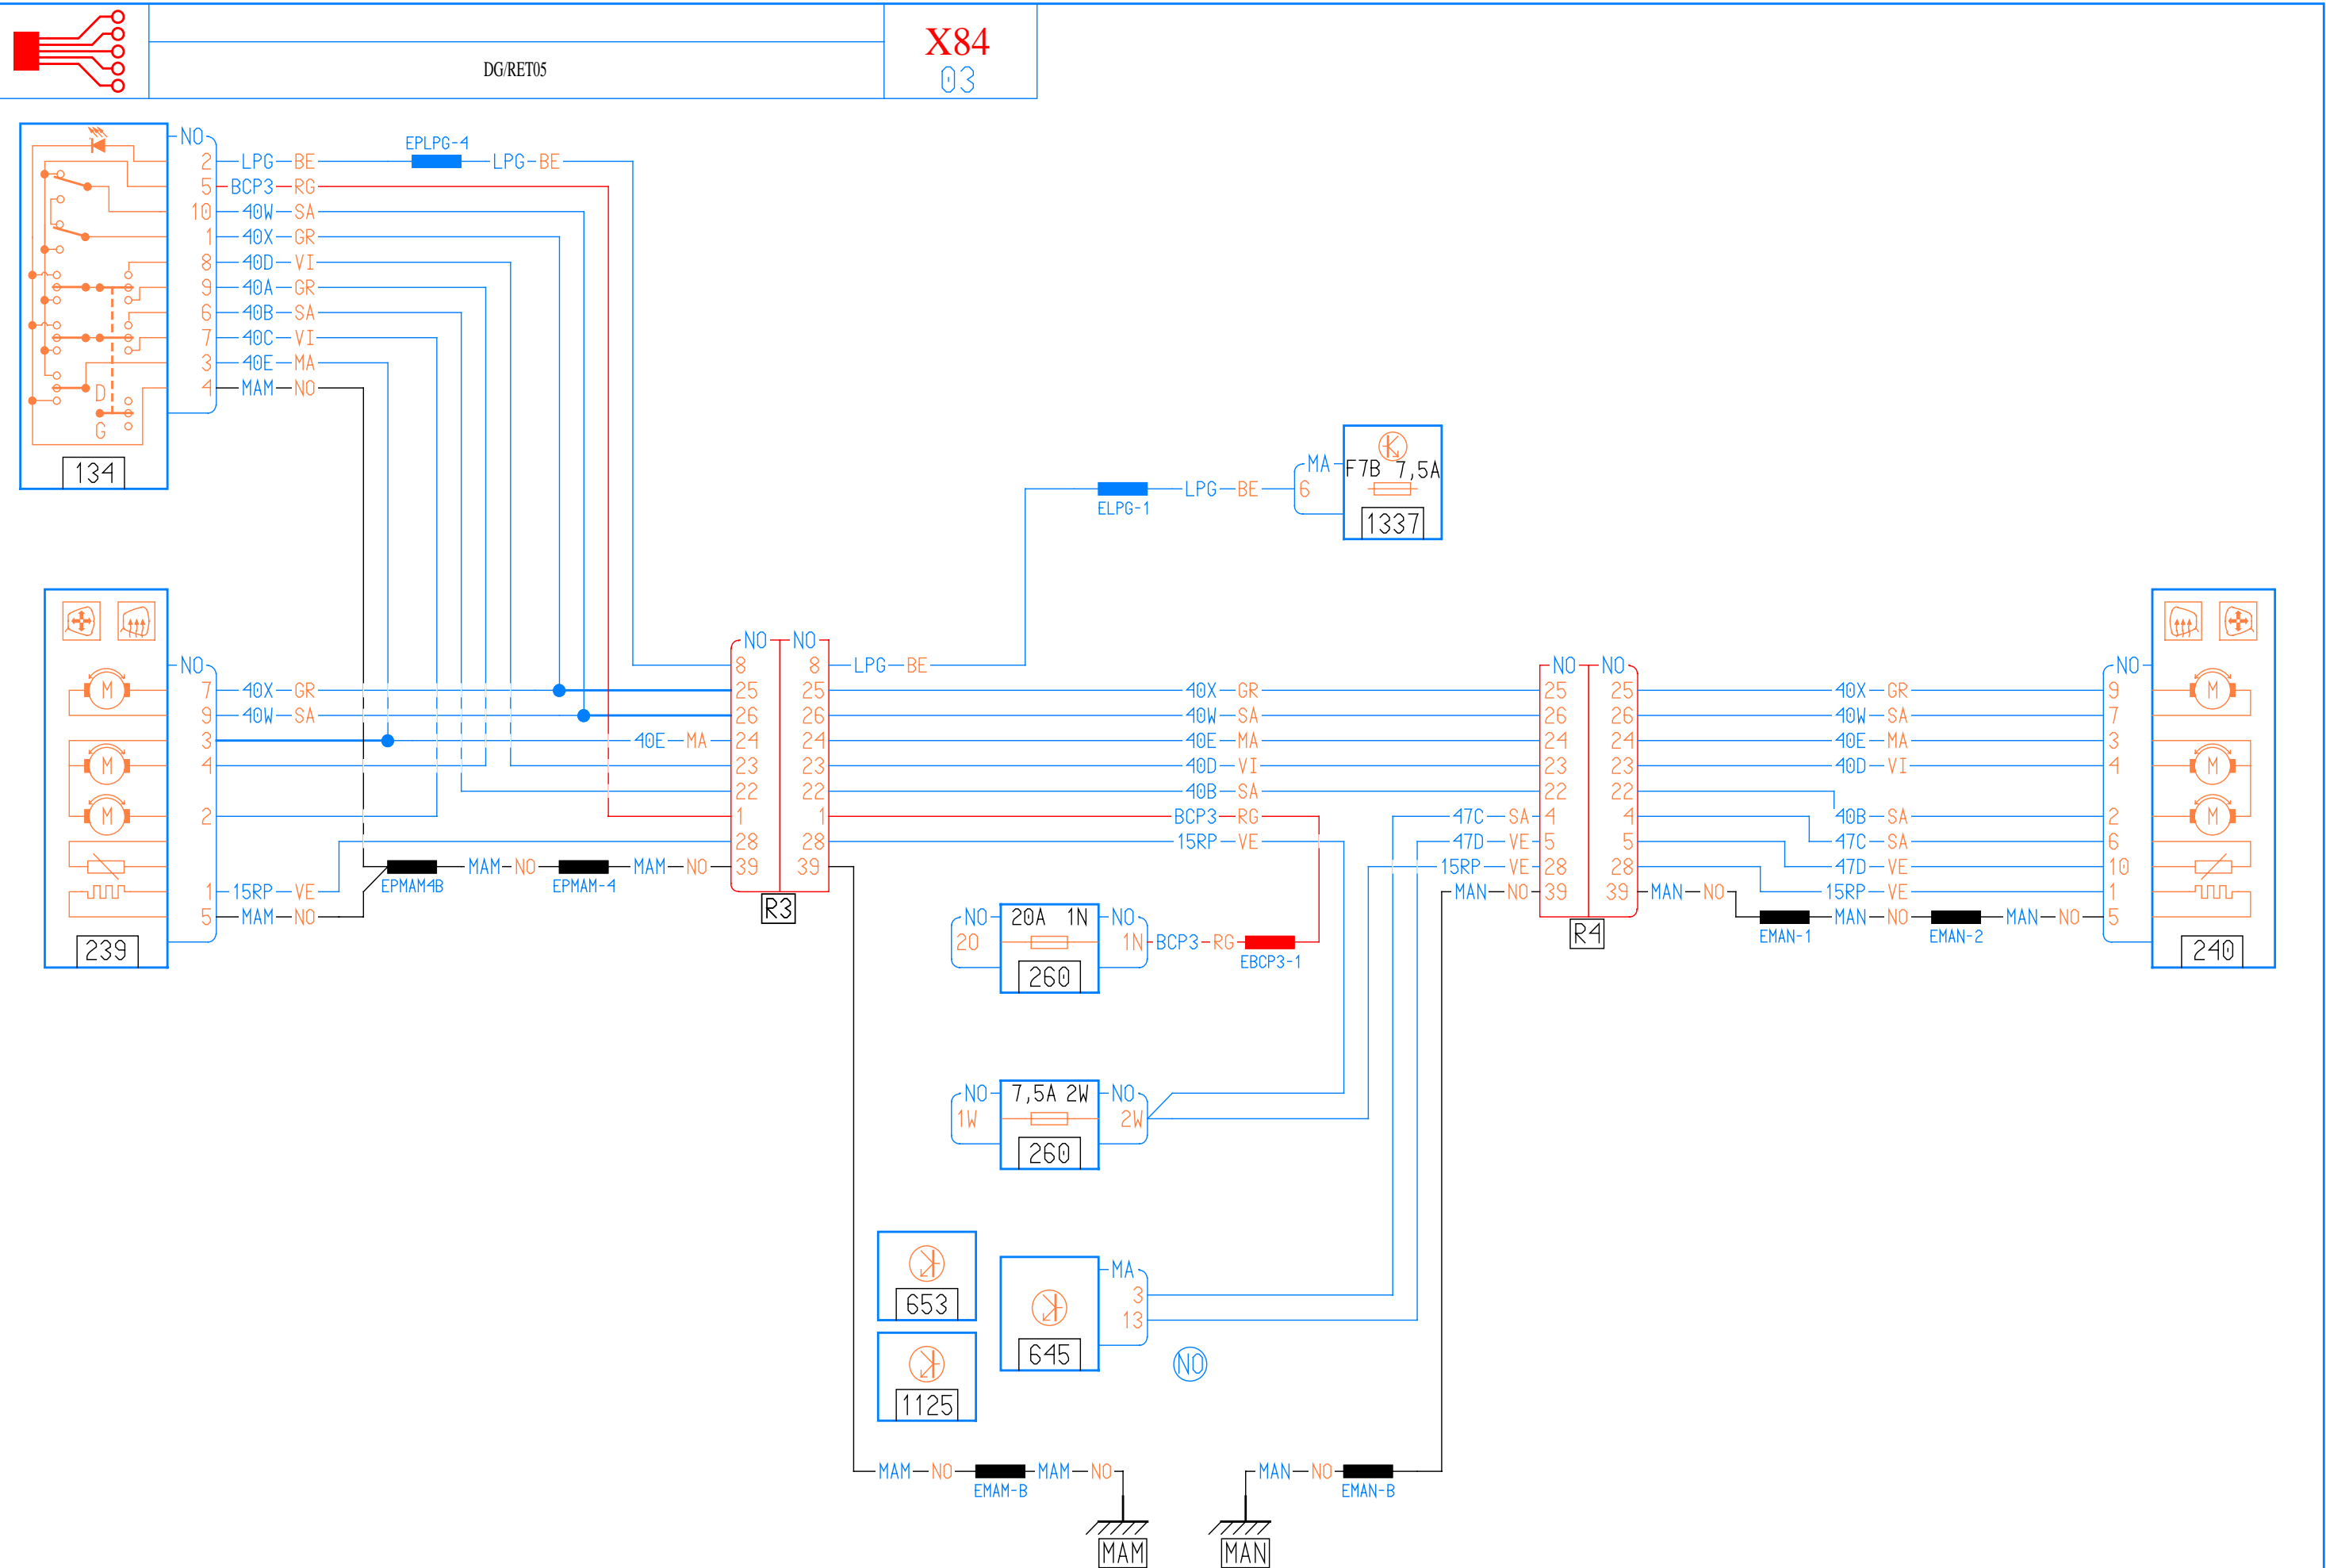 X84
DG/RET05
03
NO
EPLPG-4
2 LPG BE LPG BE
5 BCP3 RG
10 40W SA
1 40X GR
8 40D VI
9 40A GR
6 40B SA
7 40C VI
3 40E MA
4 MAM NO
D
G
134
MA
F7B 7,5A
6
LPG BE
ELPG-1
1337
NO
M
7 40X GR
9 40W SA
3
M
4
M
2
1 15RP VE
5 MAM NO
239
EPMAM4B
MAM NO
EPMAM-4
MAM NO
40E MA
NO NO
8 8 LPG BE
25 25 40X GR
26 26 40W SA
24 24 40E MA
23 23 40D VI
22 22 40B SA
1 1 BCP3 RG
28 28 15RP VE
39 39
R3
NO NO
25 25 40X GR
26 26 40W SA
24 24 40E MA
23 23 40D VI
22 22 40B SA
47C SA 4 4 47C SA
47D VE 5 5 47D VE
15RP VE 28 28 15RP VE
MAN NO 39 39 MAN NO
R4
EMAN-1
MAN NO
EMAN-2
MAN NO
NO
9
M
7
3
4
M
2
M
6
10
1
5
240
NO 20A 1N NO
20 1N BCP3 RG
EBCP3-1
260
NO 7,5A 2W NO
1W 2W
260
653
MA
3
13
645
NO
1125
MAM NO
EMAM-B
MAM NO
MAN NO
EMAN-B
MAM
MAN